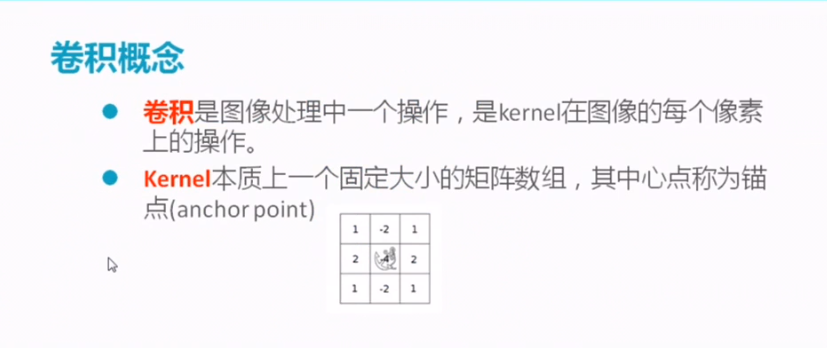 卷积概念
卷积是图像处理中一个操作，是kernel在图像的每个像素
上的操作。
Kernel本质上一个固定大小的矩阵数组，其中心点称为锚
点(anchor point)
1 -2 1
2 -4 2
1 -2 1